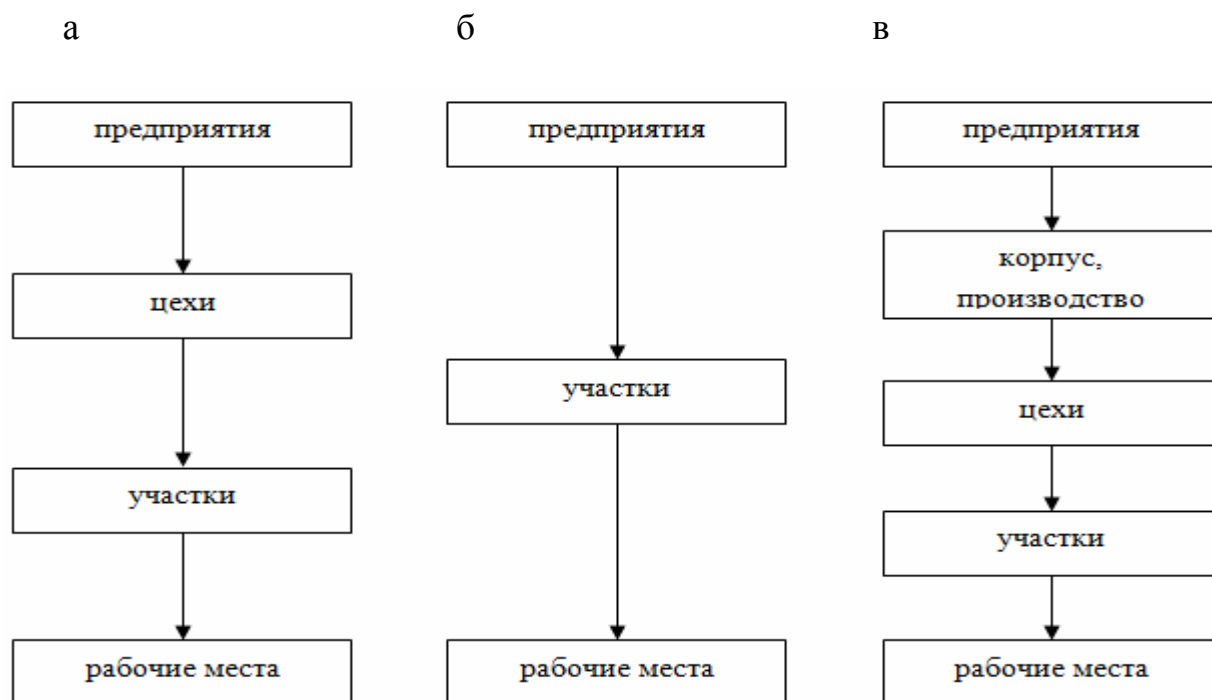 а
б
в
предприятия
цехи
участки
рабочие места
предприятия
участки
рабочие места
предприятия
корпус,
производство
цехи
участки
рабочие места